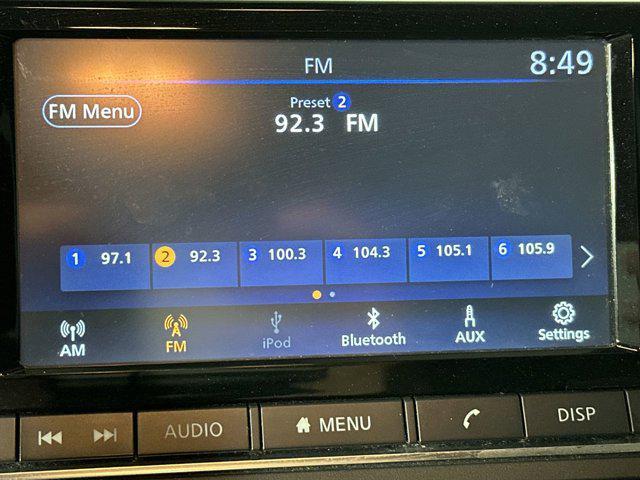 FM 8:49
FM Menu
Preset 2
92.3 FM
1 97.1 2 92.3 3 100.3 4 104.3 5 105.1 6 105.9
AM FM iPod Bluetooth AUX Settings
AUDIO MENU DISP